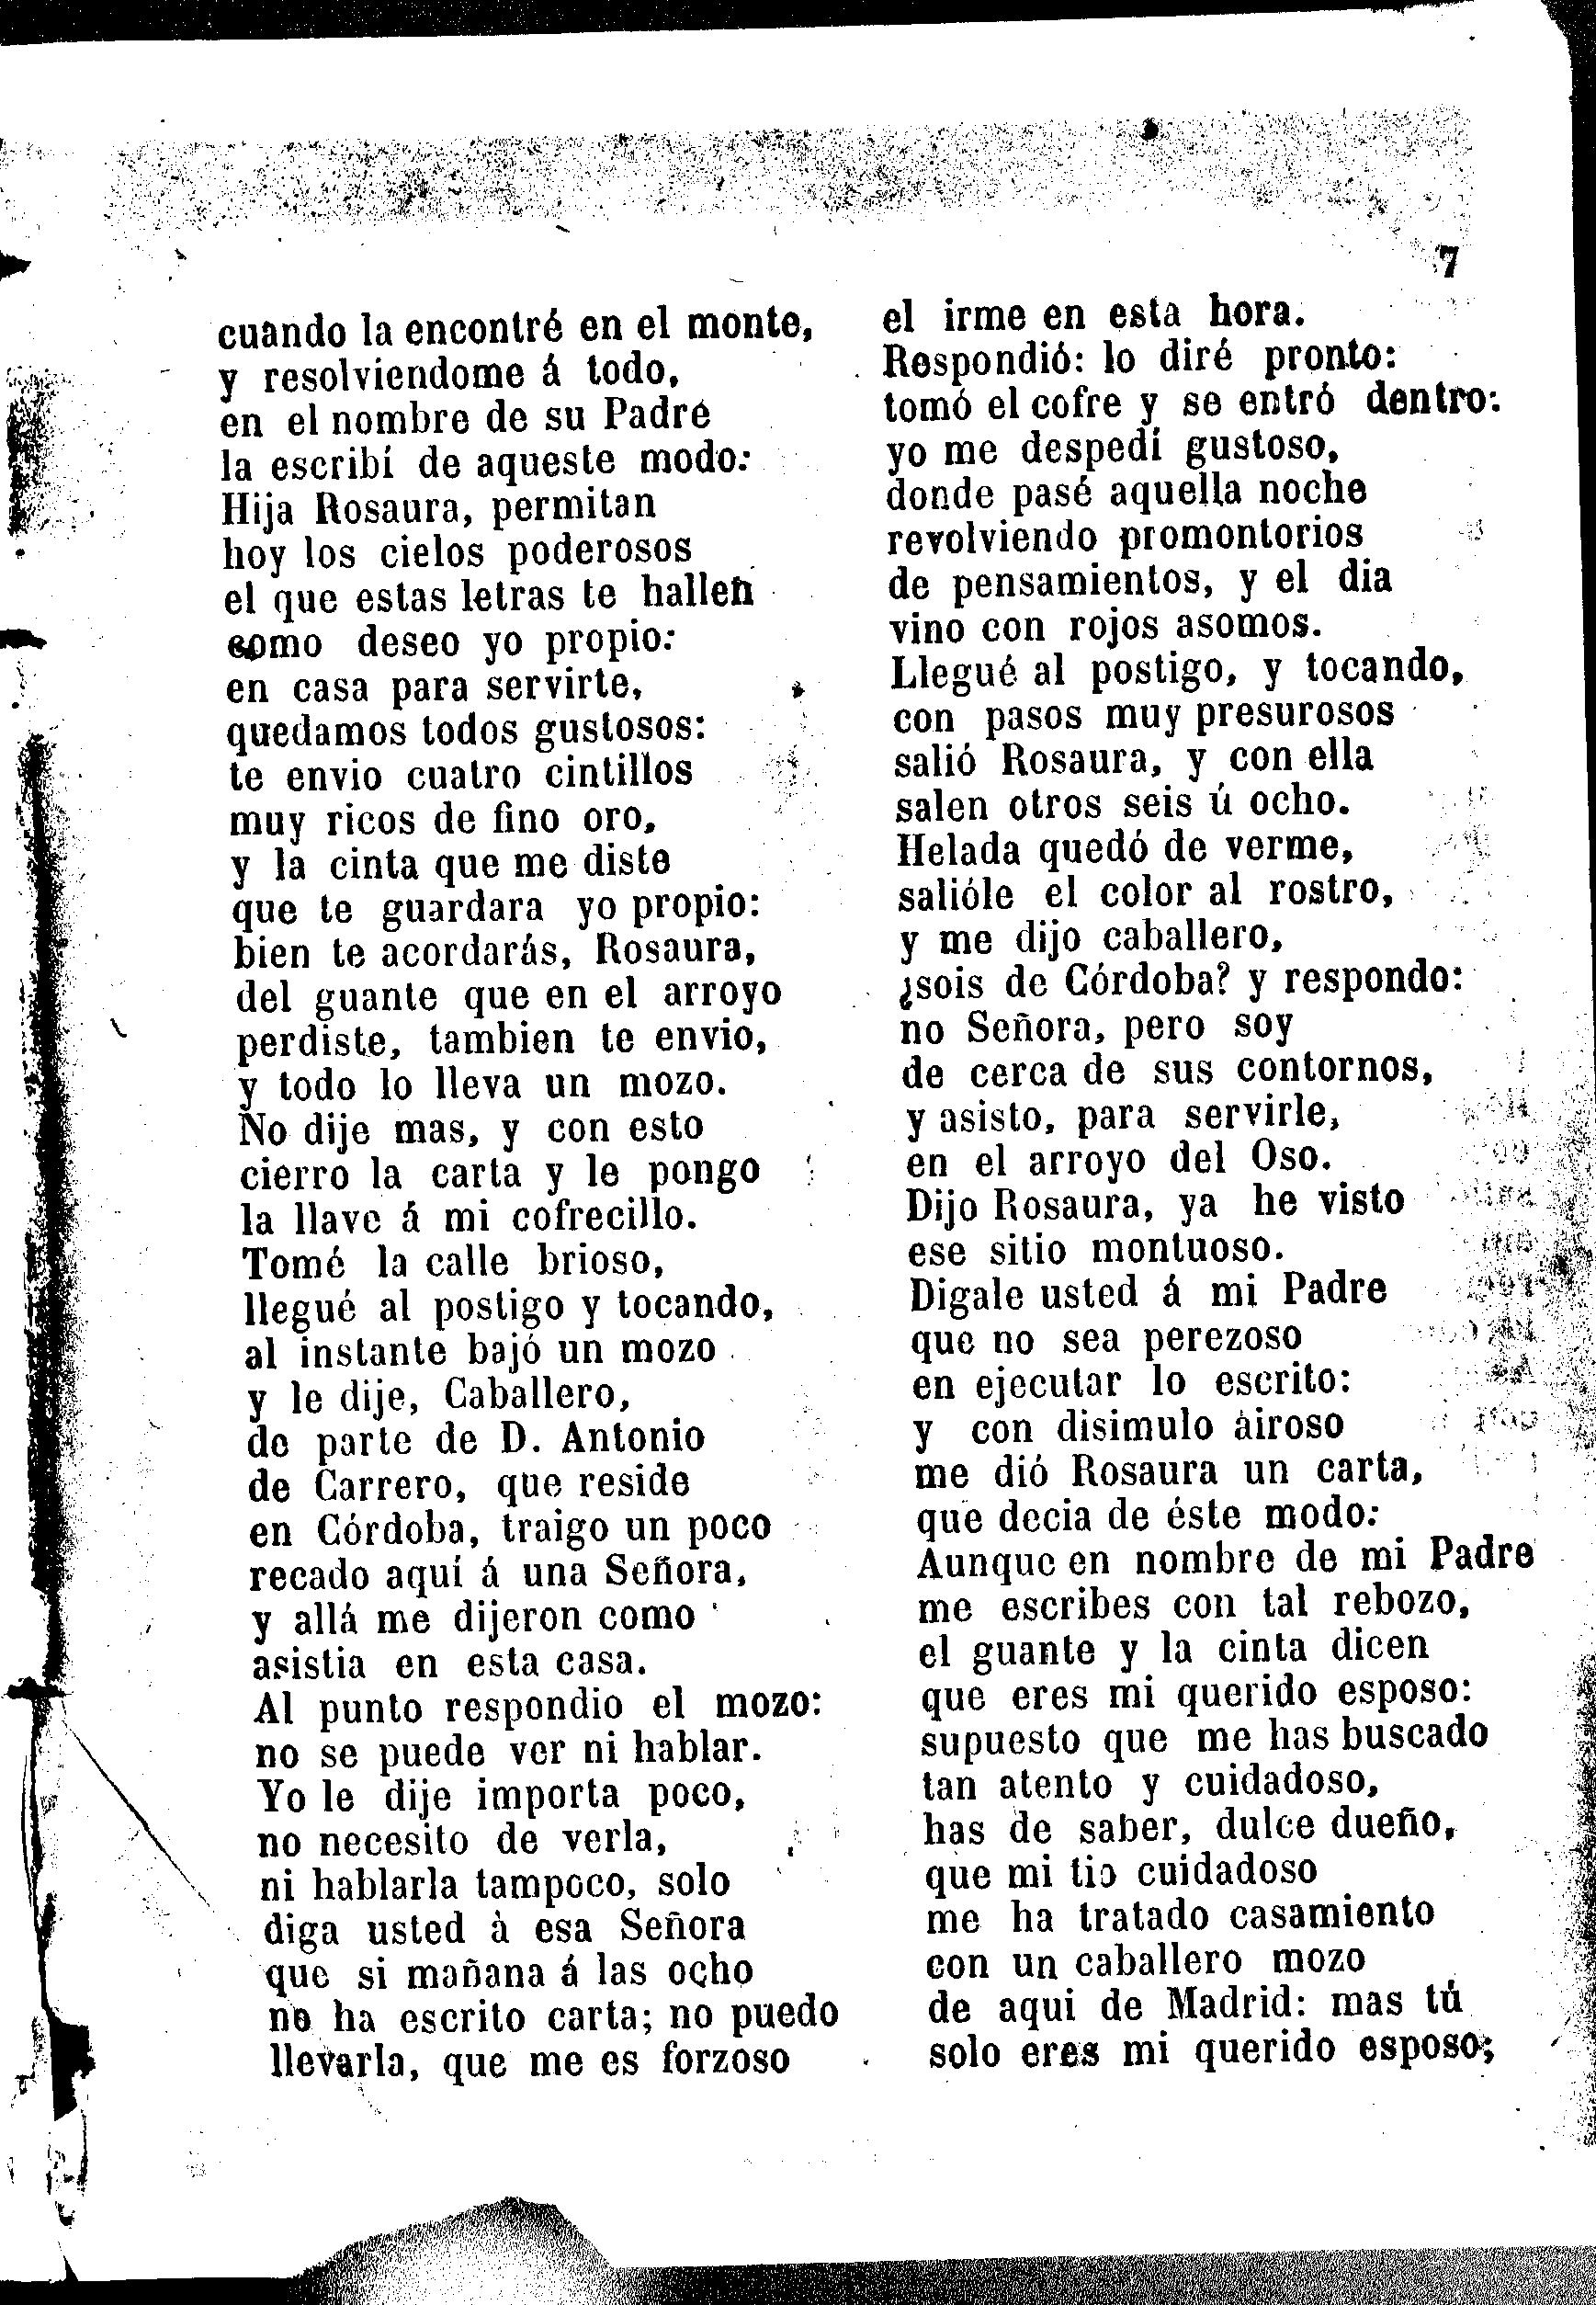 7
cuando la encontré en el monte,
y resolviendome á todo,
en el nombre de su Padre
la escribí de aqueste modo:
Hija Rosaura, permitan
hoy los cielos poderosos
el que estas letras te hallen
como deseo yo propio:
en casa para servirte,
quedamos todos gustosos:
te envio cuatro cintillos
muy ricos de fino oro,
y la cinta que me diste
que te guardara yo propio:
bien te acordarás, Rosaura,
del guante que en el arroyo
perdiste, tambien te envio,
y todo lo lleva un mozo.
No dije mas, y con esto
cierro la carta y le pongo
la llave á mi cofrecillo.
Tomé la calle brioso,
llegué al postigo y tocando,
al instante bajó un mozo
y le dije, Caballero,
de parte de D. Antonio
de Carrero, que reside
en Córdoba, traigo un poco
recado aquí á una Señora,
y allá me dijeron como
asistia en esta casa.
Al punto respondio el mozo:
no se puede ver ni hablar.
Yo le dije importa poco,
no necesito de verla,
ni hablarla tampoco, solo
diga usted à esa Señora
que si mañana á las ocho
no ha escrito carta; no puedo
llevarla, que me es forzoso
el irme en esta hora.
Respondió: lo diré pronto:
tomó el cofre y se entró dentro:
yo me despedí gustoso,
donde pasé aquella noche
revolviendo promontorios
de pensamientos, y el dia
vino con rojos asomos.
Llegué al postigo, y tocando,
con pasos muy presurosos
salió Rosaura, y con ella
salen otros seis ú ocho.
Helada quedó de verme,
salióle el color al rostro,
y me dijo caballero,
¿sois de Córdoba? y respondo:
no Señora, pero soy
de cerca de sus contornos,
y asisto, para servirle,
en el arroyo del Oso.
Dijo Rosaura, ya he visto
ese sitio montuoso.
Digale usted á mi Padre
que no sea perezoso
en ejecutar lo escrito:
y con disimulo airoso
me dió Rosaura un carta,
que decia de éste modo:
Aunque en nombre de mi Padre
me escribes con tal rebozo,
el guante y la cinta dicen
que eres mi querido esposo:
supuesto que me has buscado
tan atento y cuidadoso,
has de saber, dulce dueño,
que mi tio cuidadoso
me ha tratado casamiento
con un caballero mozo
de aqui de Madrid: mas tú
solo eres mi querido esposo;